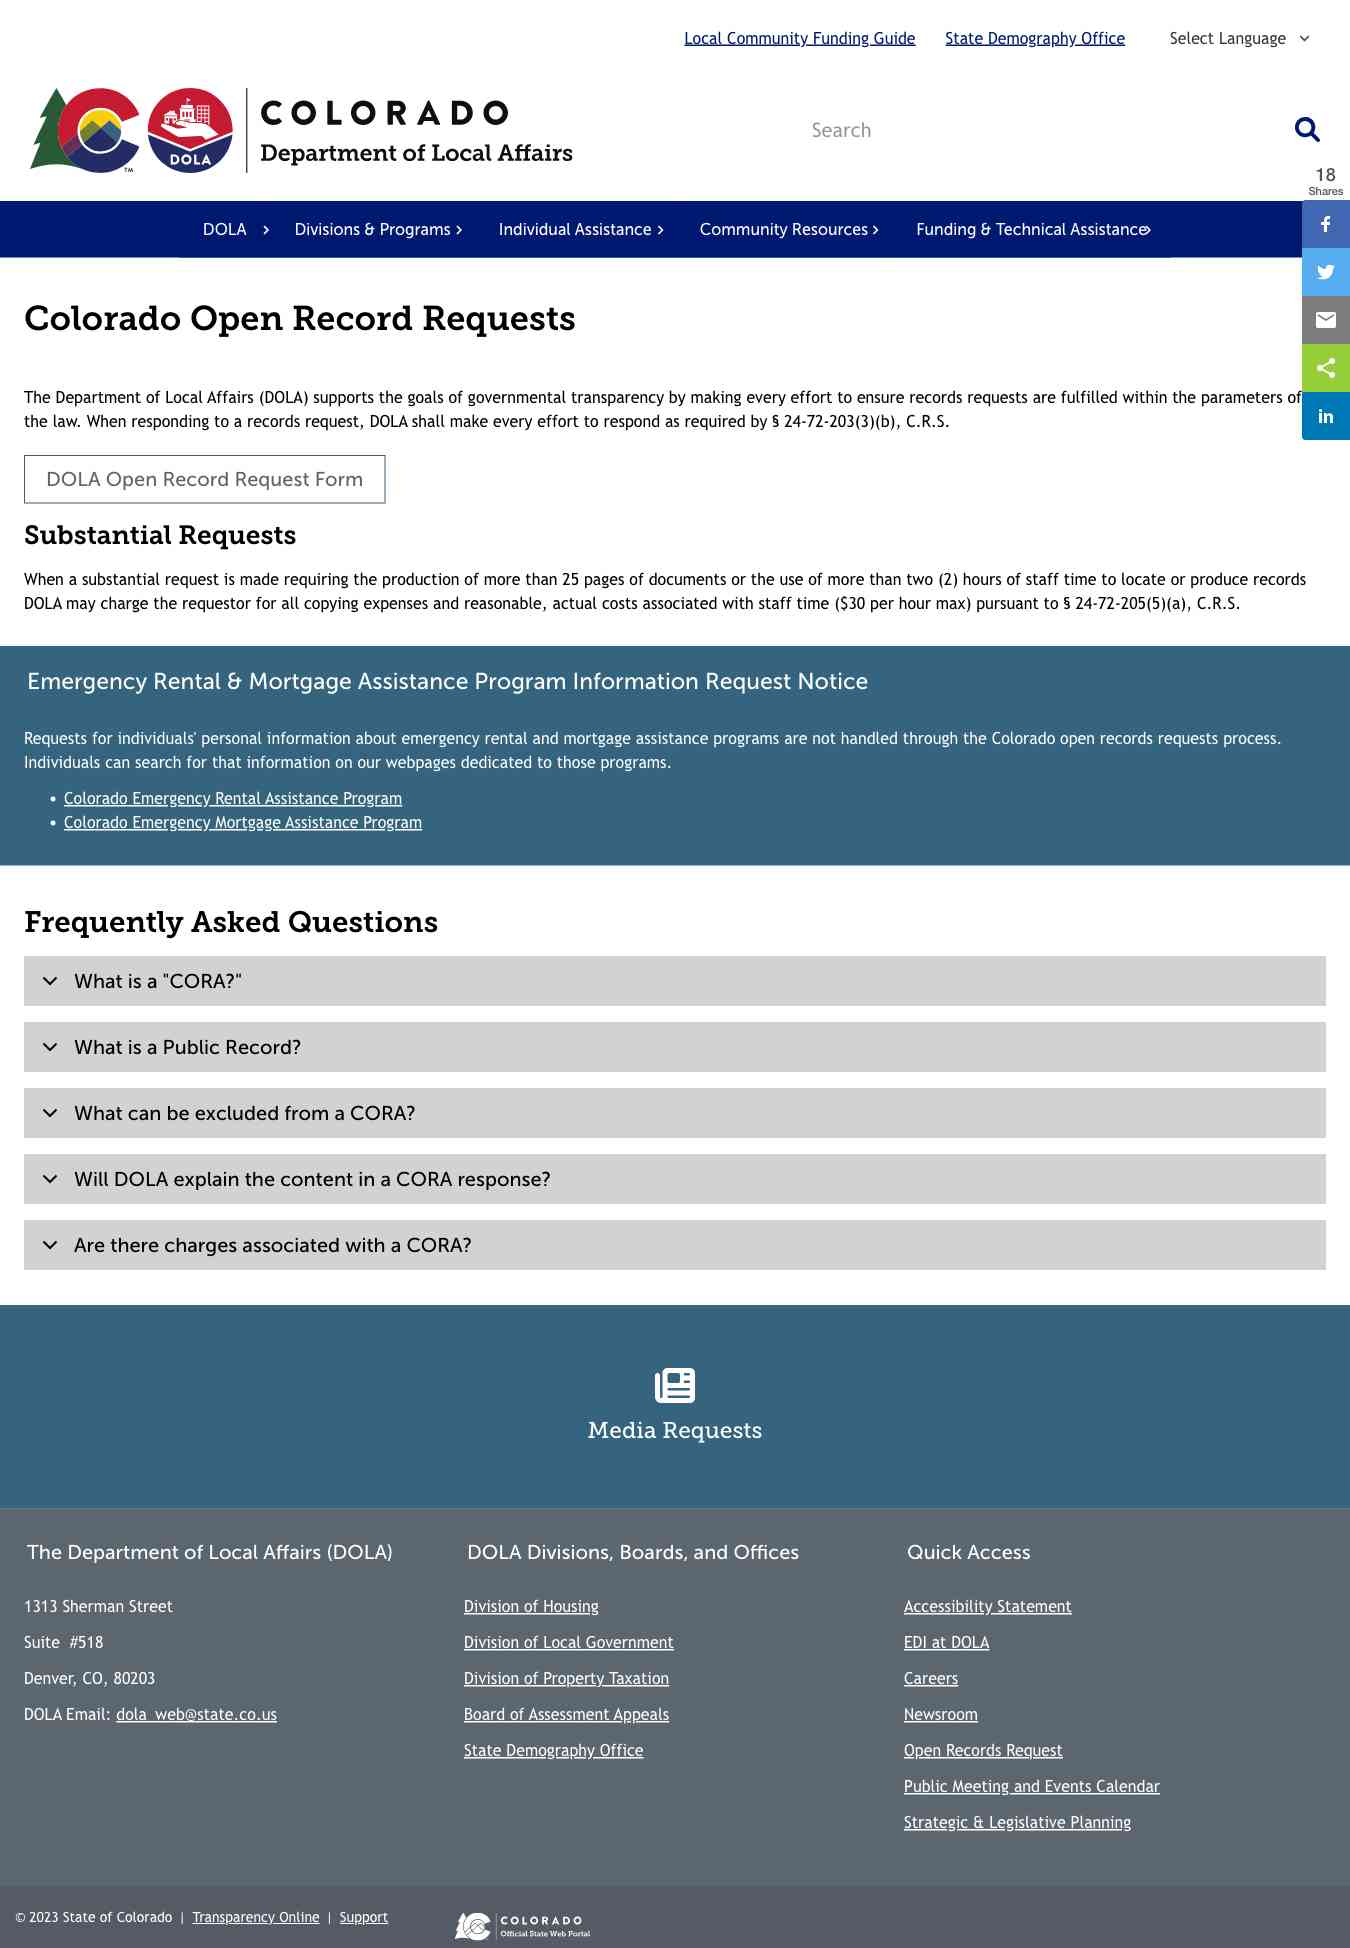 Local Community Funding Guide
State Demography Office
Select Language
COLORADO
Department of Local Affairs
DOLA
TM
Search
18
Shares
DOLA
Divisions & Programs
Individual Assistance
Community Resources
Funding & Technical Assistance
Colorado Open Record Requests
The Department of Local Affairs (DOLA) supports the goals of governmental transparency by making every effort to ensure records requests are fulfilled within the parameters of
the law. When responding to a records request, DOLA shall make every effort to respond as required by § 24-72-203(3)(b), C.R.S.
DOLA Open Record Request Form
Substantial Requests
When a substantial request is made requiring the production of more than 25 pages of documents or the use of more than two (2) hours of staff time to locate or produce records
DOLA may charge the requestor for all copying expenses and reasonable, actual costs associated with staff time ($30 per hour max) pursuant to § 24-72-205(5)(a), C.R.S.
Emergency Rental & Mortgage Assistance Program Information Request Notice
Requests for individuals' personal information about emergency rental and mortgage assistance programs are not handled through the Colorado open records requests process.
Individuals can search for that information on our webpages dedicated to those programs.
• Colorado Emergency Rental Assistance Program
• Colorado Emergency Mortgage Assistance Program
Frequently Asked Questions
What is a "CORA?"
What is a Public Record?
What can be excluded from a CORA?
Will DOLA explain the content in a CORA response?
Are there charges associated with a CORA?
Media Requests
The Department of Local Affairs (DOLA)
1313 Sherman Street
Suite  #518
Denver, CO, 80203
DOLA Email: dola_web@state.co.us
DOLA Divisions, Boards, and Offices
Division of Housing
Division of Local Government
Division of Property Taxation
Board of Assessment Appeals
State Demography Office
Quick Access
Accessibility Statement
EDI at DOLA
Careers
Newsroom
Open Records Request
Public Meeting and Events Calendar
Strategic & Legislative Planning
© 2023 State of Colorado | Transparency Online | Support
COLORADO
Official State Web Portal